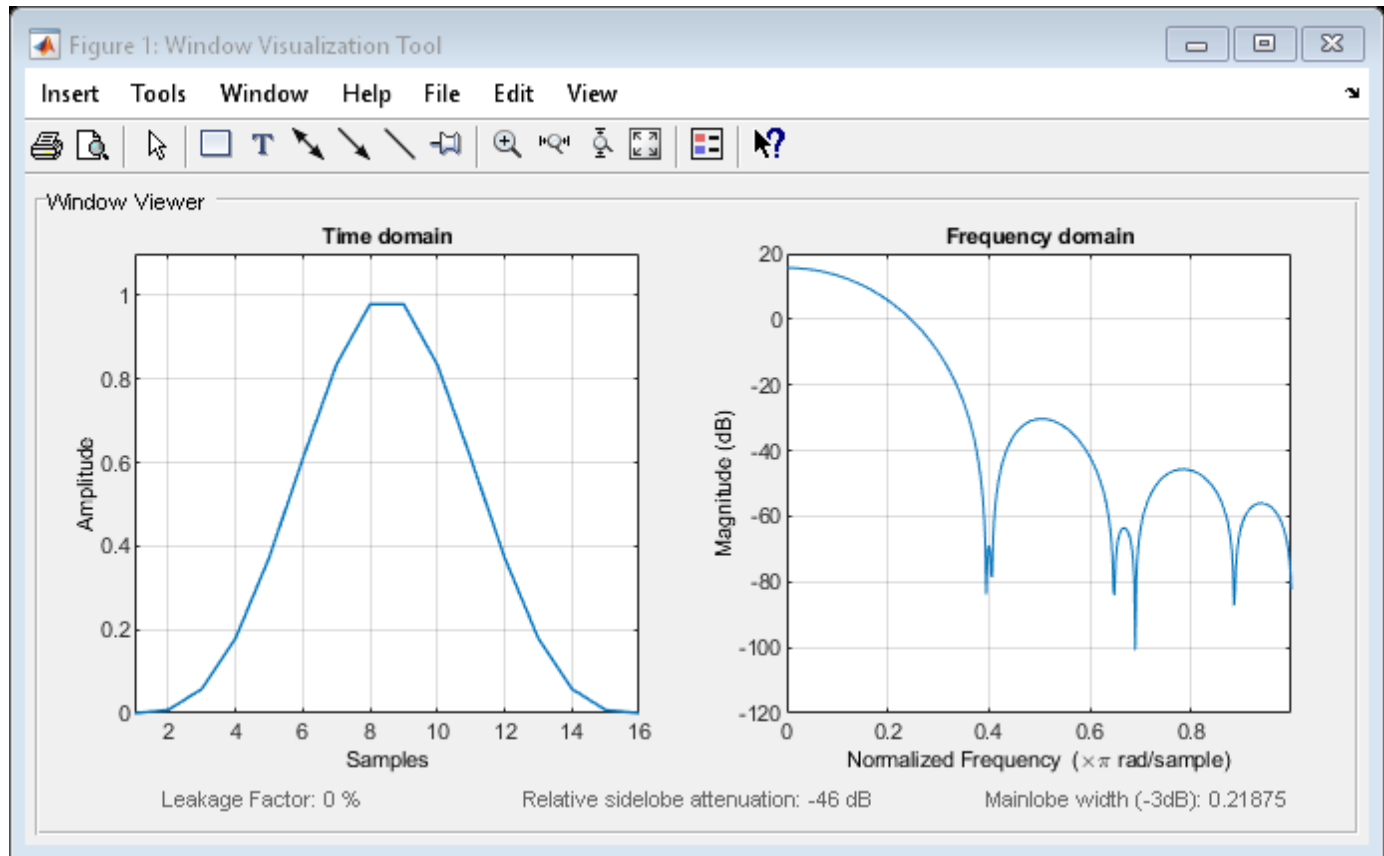 Figure 1: Window Visualization Tool
Insert Tools Window Help File Edit View
T ?
Window Viewer
Time domain
1
0.8
0.6
0.4
0.2
0
Amplitude
2 4 6 8 10 12 14 16
Samples
Frequency domain
20
0
-20
-40
-60
-80
-100
-120
Magnitude (dB)
0 0.2 0.4 0.6 0.8
Normalized Frequency (×π rad/sample)
Leakage Factor: 0 % Relative sidelobe attenuation: -46 dB Mainlobe width (-3dB): 0.21875